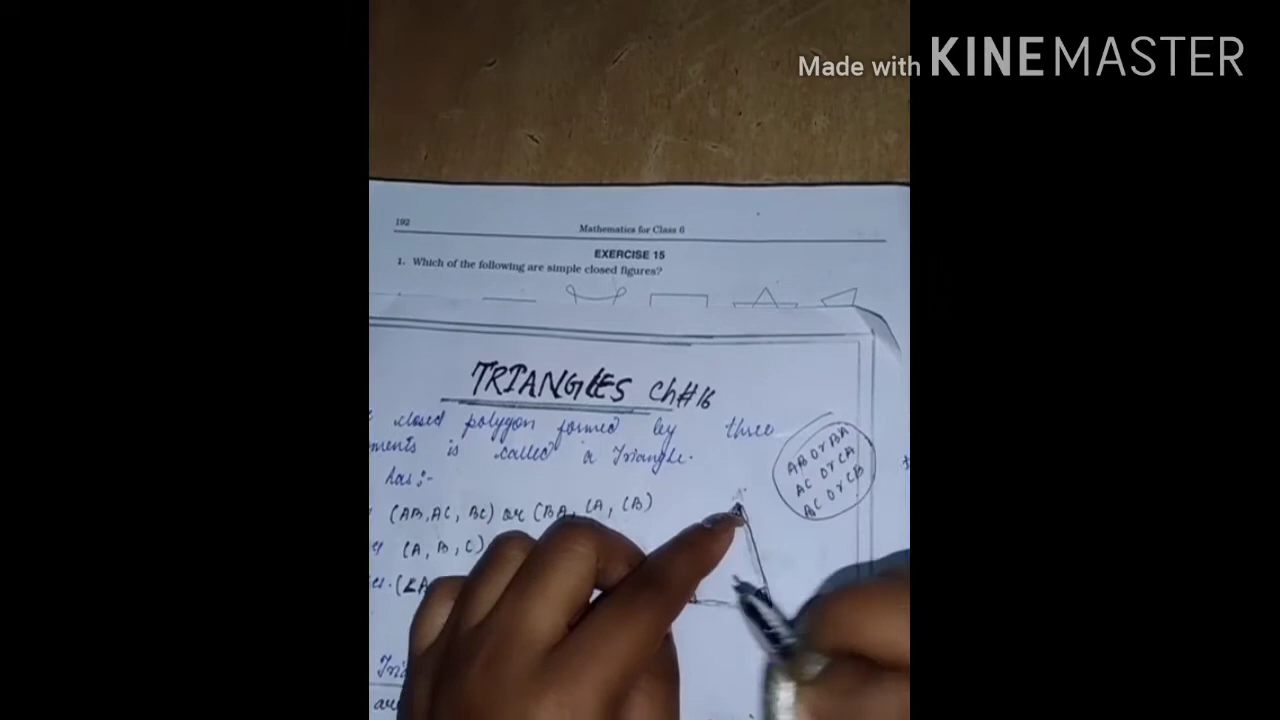 Made with KINEMASTER
192
Mathematics for Class 6
EXERCISE 15
1. Which of the following are simple closed figures?
TRIANGLES Ch#16
closed polygon formed by three
ments is called a Triangle.
has:-
(AB, AC, BC) or (BA, CA, CB)
(A, B, C)
(∠A
AB or BA
AC or CA
BC or CB
A
Tri
are